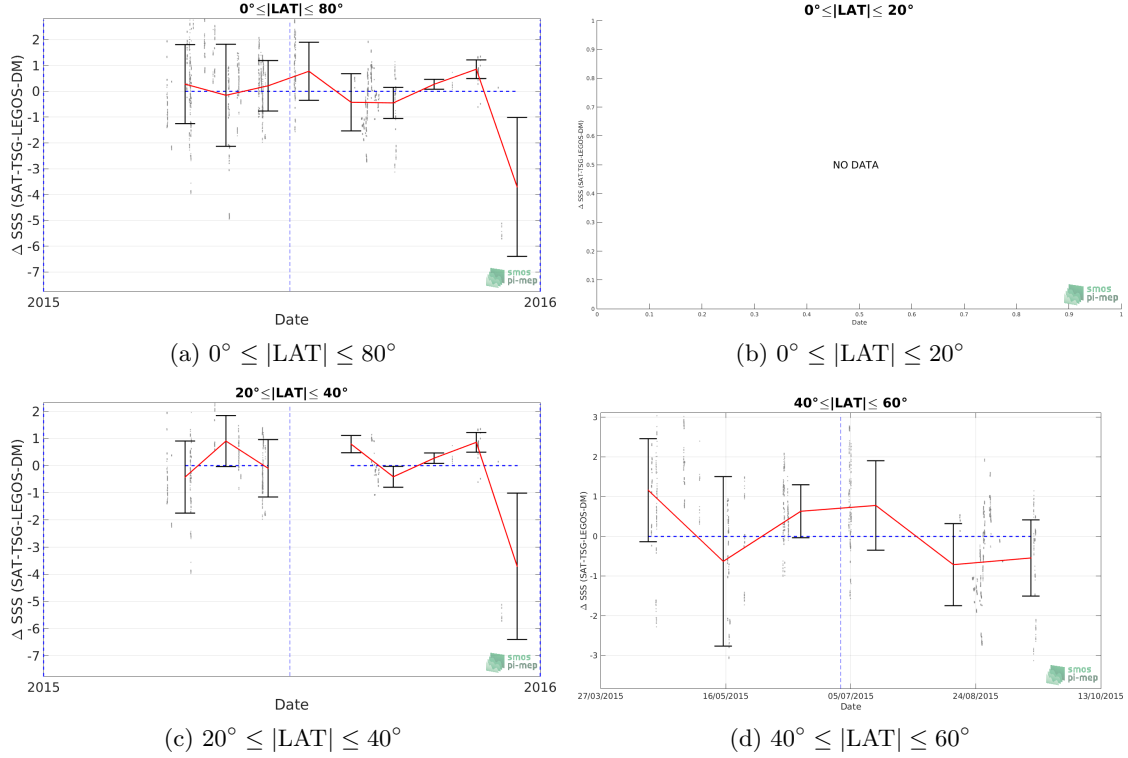 0°≤|LAT|≤ 80°
Δ SSS (SAT-TSG-LEGOS-DM)
2
1
0
-1
-2
-3
-4
-5
-6
-7
2015
2016
Date
smos
pi-mep
(a) 0° ≤ |LAT| ≤ 80°
0°≤|LAT|≤ 20°
Δ SSS (SAT-TSG-LEGOS-DM)
1
0.9
0.8
0.7
0.6
0.5
0.4
0.3
0.2
0.1
0
NO DATA
0
0.1
0.2
0.3
0.4
0.5
0.6
0.7
0.8
0.9
1
Date
smos
pi-mep
(b) 0° ≤ |LAT| ≤ 20°
20°≤|LAT|≤ 40°
Δ SSS (SAT-TSG-LEGOS-DM)
2
1
0
-1
-2
-3
-4
-5
-6
-7
2015
2016
Date
smos
pi-mep
(c) 20° ≤ |LAT| ≤ 40°
40°≤|LAT|≤ 60°
Δ SSS (SAT-TSG-LEGOS-DM)
3
2
1
0
-1
-2
-3
27/03/2015
16/05/2015
05/07/2015
24/08/2015
13/10/2015
Date
smos
pi-mep
(d) 40° ≤ |LAT| ≤ 60°